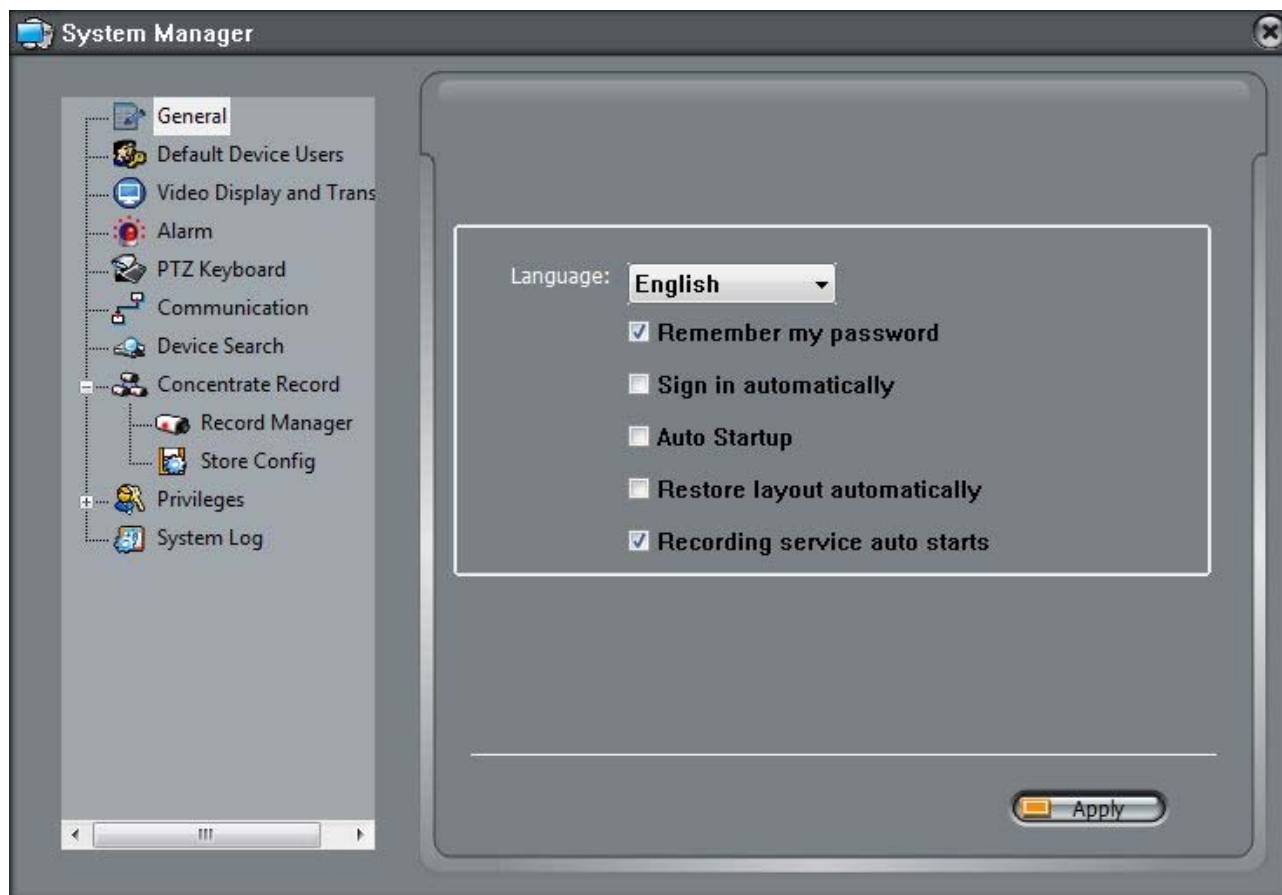 System Manager
General
Default Device Users
Video Display and Trans
Alarm
PTZ Keyboard
Communication
Device Search
Concentrate Record
Record Manager
Store Config
Privileges
System Log
Language: English
Remember my password
Sign in automatically
Auto Startup
Restore layout automatically
Recording service auto starts
Apply